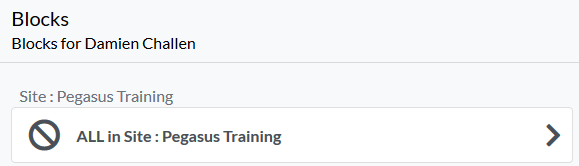 Blocks
Blocks for Damien Challen
Site : Pegasus Training
ALL in Site : Pegasus Training